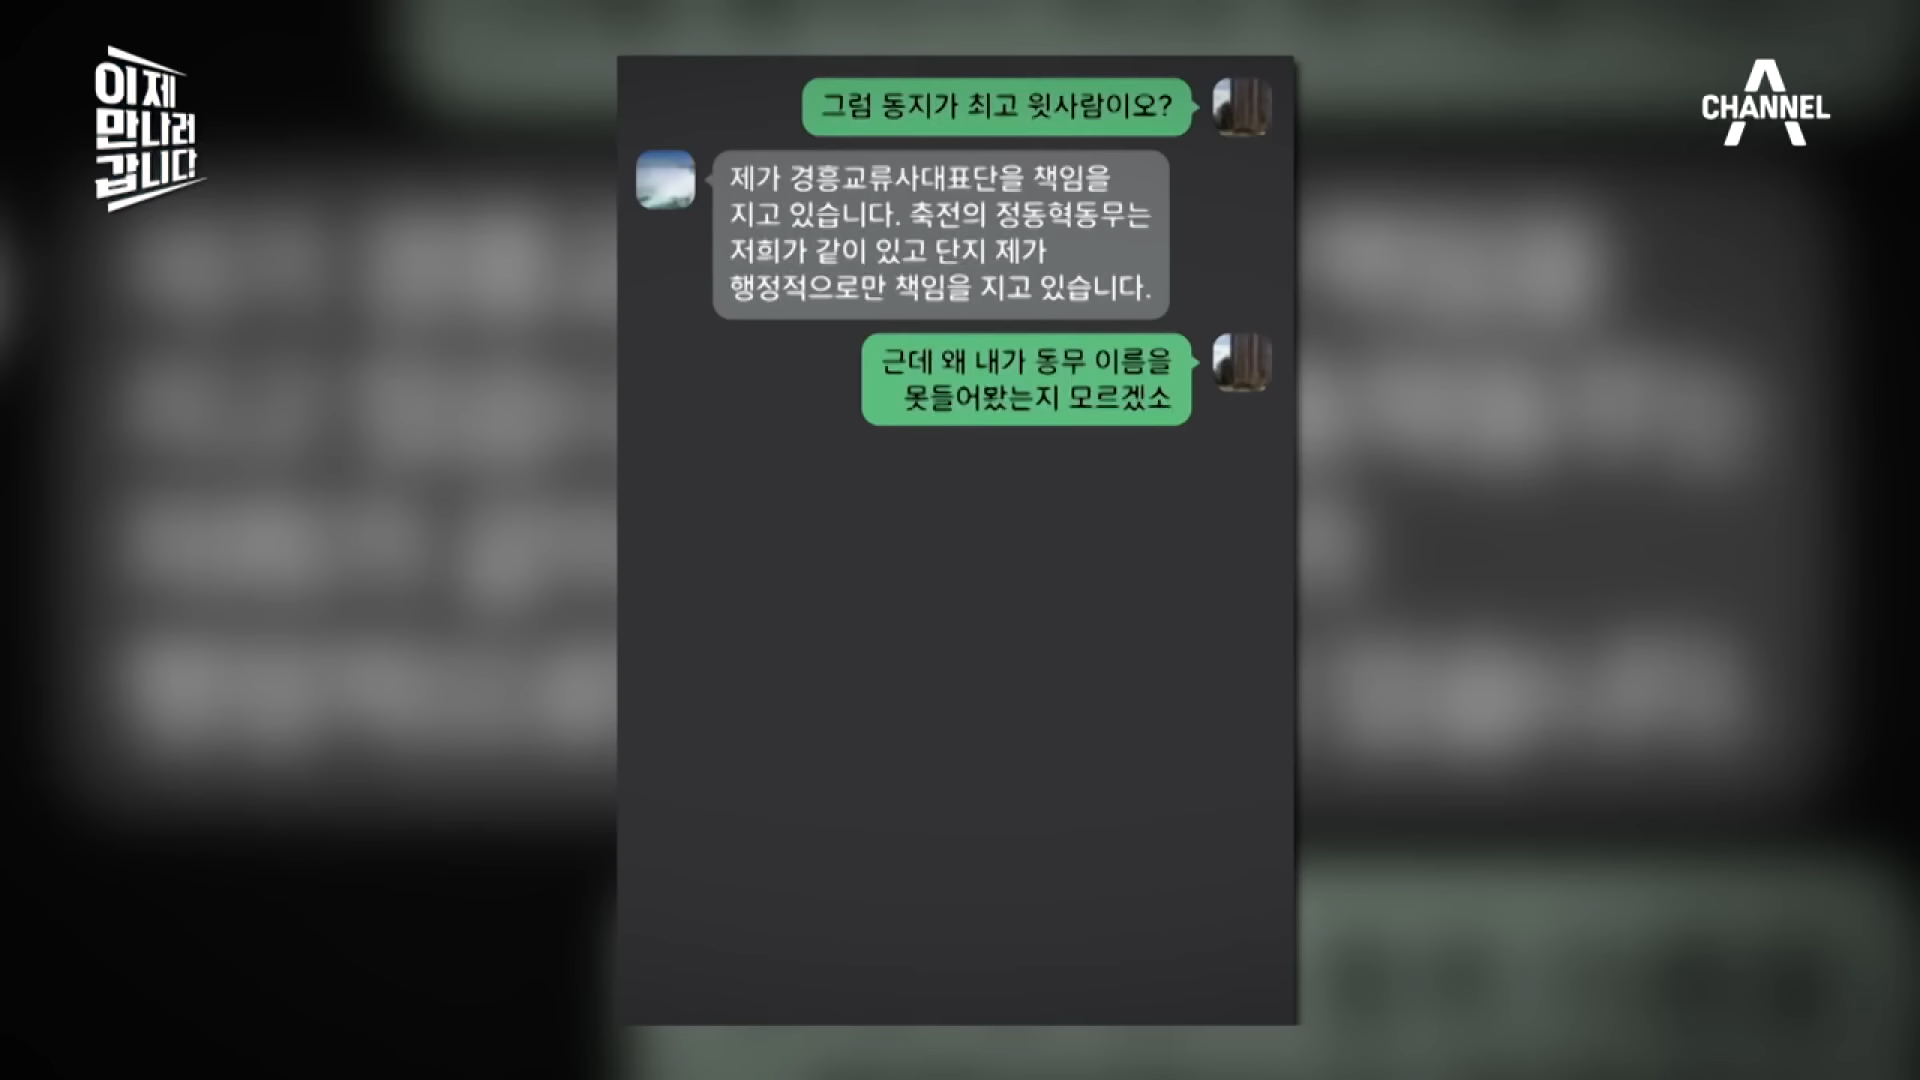 이제
만나러
갑니다
CHANNEL A
그럼 동지가 최고 윗사람이오?
제가 경흥교류사대표단을 책임을
지고 있습니다. 축전의 정동혁동무는
저희가 같이 있고 단지 제가
행정적으로만 책임을 지고 있습니다.
근데 왜 내가 동무 이름을
못들어봤는지 모르겠소